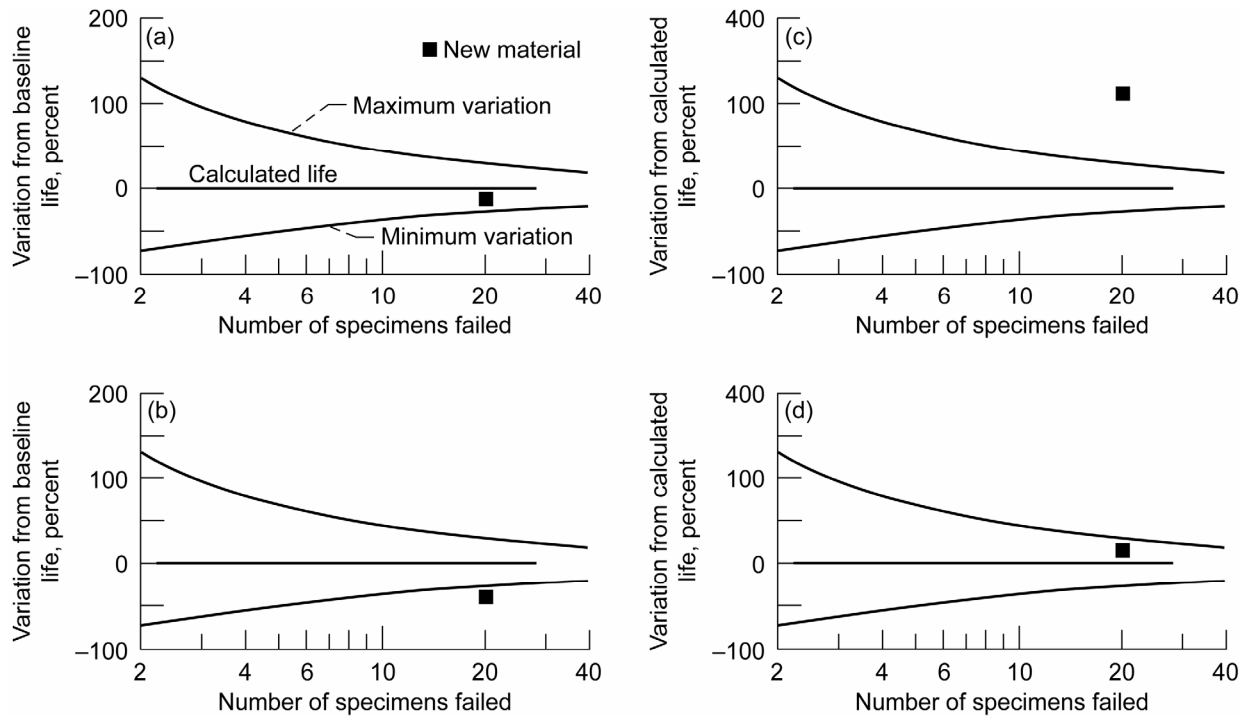 Variation from baseline
life, percent
200
100
0
–100
(a)
New material
Maximum variation
Calculated life
Minimum variation
2 4 6 10 20 40
Number of specimens failed
Variation from calculated
life, percent
400
100
0
–100
(c)
2 4 6 10 20 40
Number of specimens failed
Variation from baseline
life, percent
200
100
0
–100
(b)
2 4 6 10 20 40
Number of specimens failed
Variation from calculated
life, percent
400
100
0
–100
(d)
2 4 6 10 20 40
Number of specimens failed